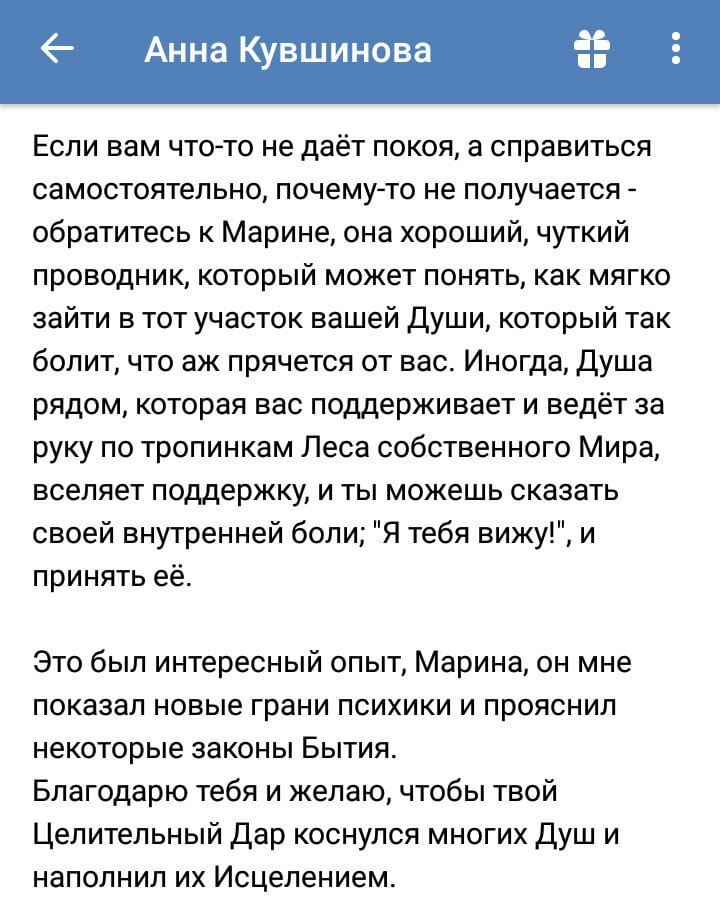 Анна Кувшинова
Если вам что-то не даёт покоя, а справиться
самостоятельно, почему-то не получается -
обратитесь к Марине, она хороший, чуткий
проводник, который может понять, как мягко
зайти в тот участок вашей Души, который так
болит, что аж прячется от вас. Иногда, Душа
рядом, которая вас поддерживает и ведёт за
руку по тропинкам Леса собственного Мира,
вселяет поддержку, и ты можешь сказать
своей внутренней боли; "Я тебя вижу!", и
принять её.
Это был интересный опыт, Марина, он мне
показал новые грани психики и прояснил
некоторые законы Бытия.
Благодарю тебя и желаю, чтобы твой
Целительный Дар коснулся многих Душ и
наполнил их Исцелением.